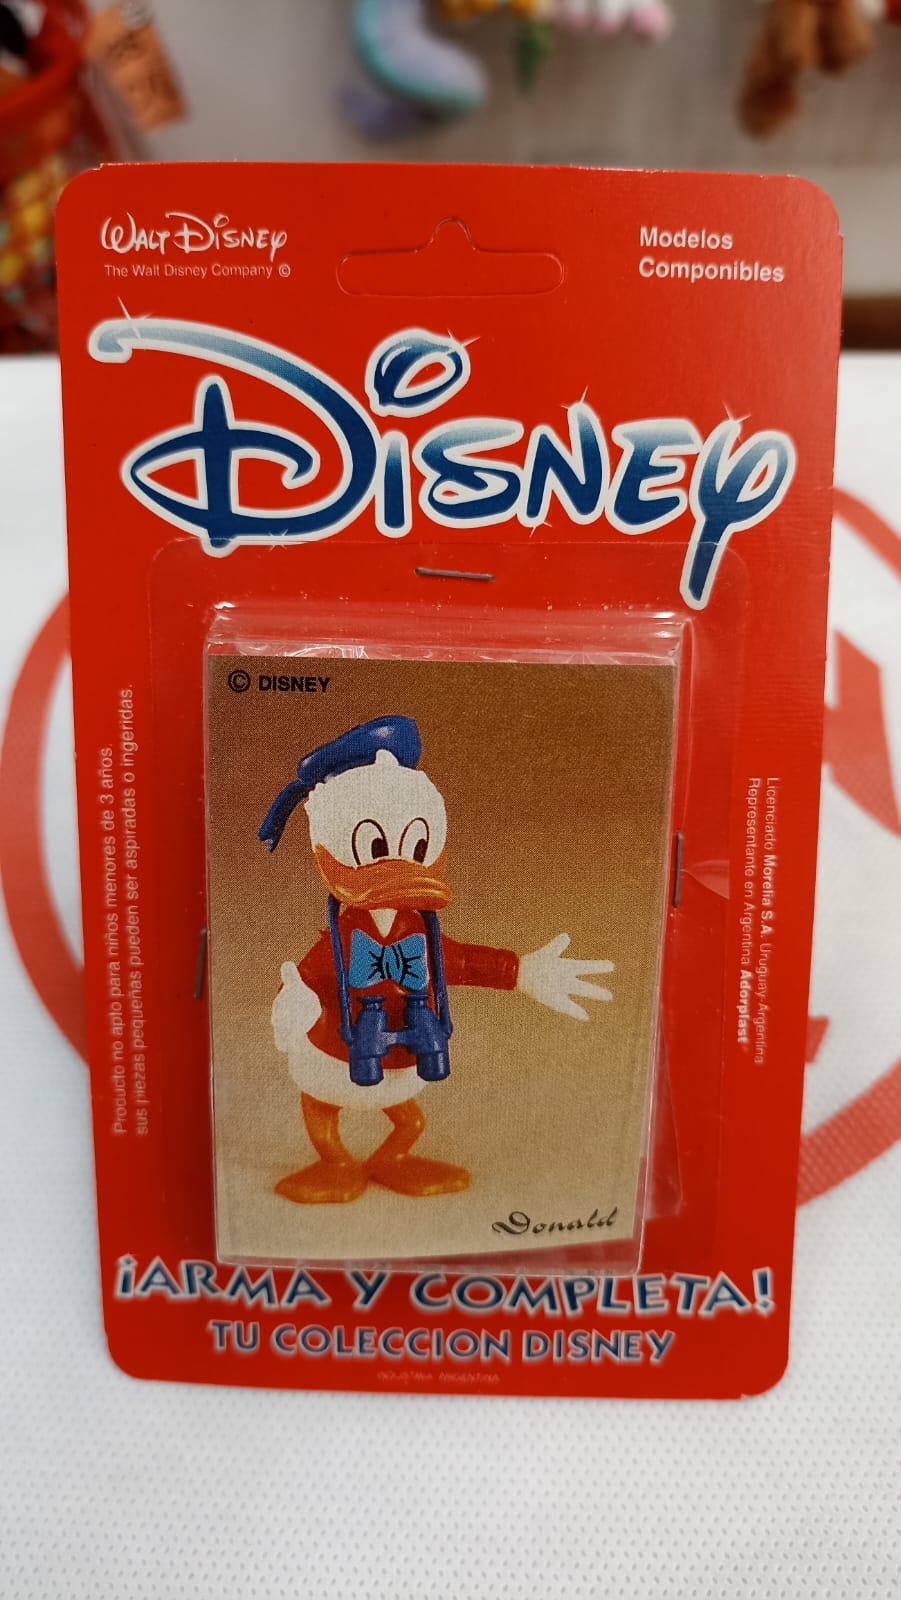 WALT DISNEY
The Walt Disney Company ©
Modelos
Componibles
DISNEY
© DISNEY
Producto no apto para niños menores de 3 años.
sus piezas pequeñas pueden ser aspiradas o ingeridas.
Licenciado Morelia S.A. Uruguay-Argentina
Representante en Argentina Adorplast
Donald
¡ARMA Y COMPLETA!
TU COLECCION DISNEY
INDUSTRIA ARGENTINA